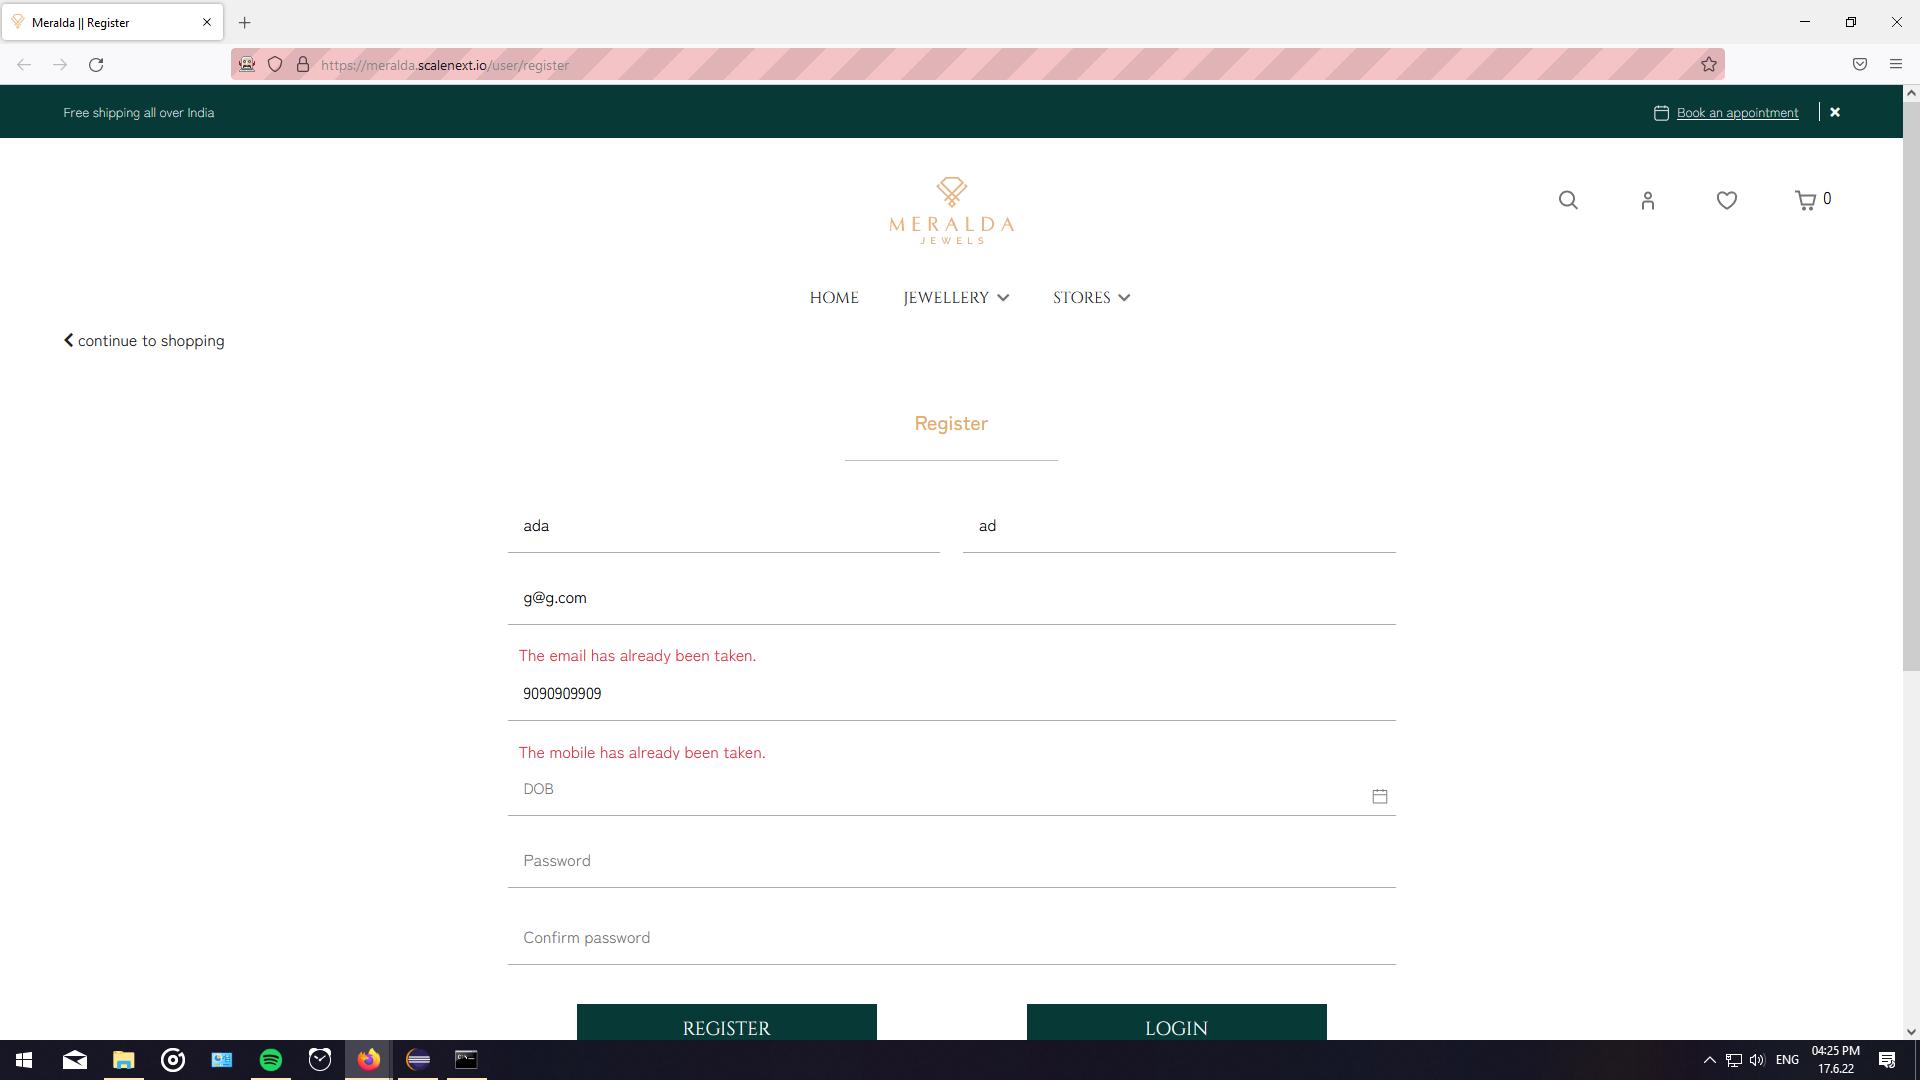 Meralda || Register
https://meralda.scalenext.io/user/register
Free shipping all over India
Book an appointment
MERALDA
JEWELS
0
HOME
JEWELLERY
STORES
continue to shopping
Register
ada
ad
g@g.com
The email has already been taken.
9090909909
The mobile has already been taken.
DOB
Password
Confirm password
REGISTER
LOGIN
ENG
04:25 PM
17.6.22